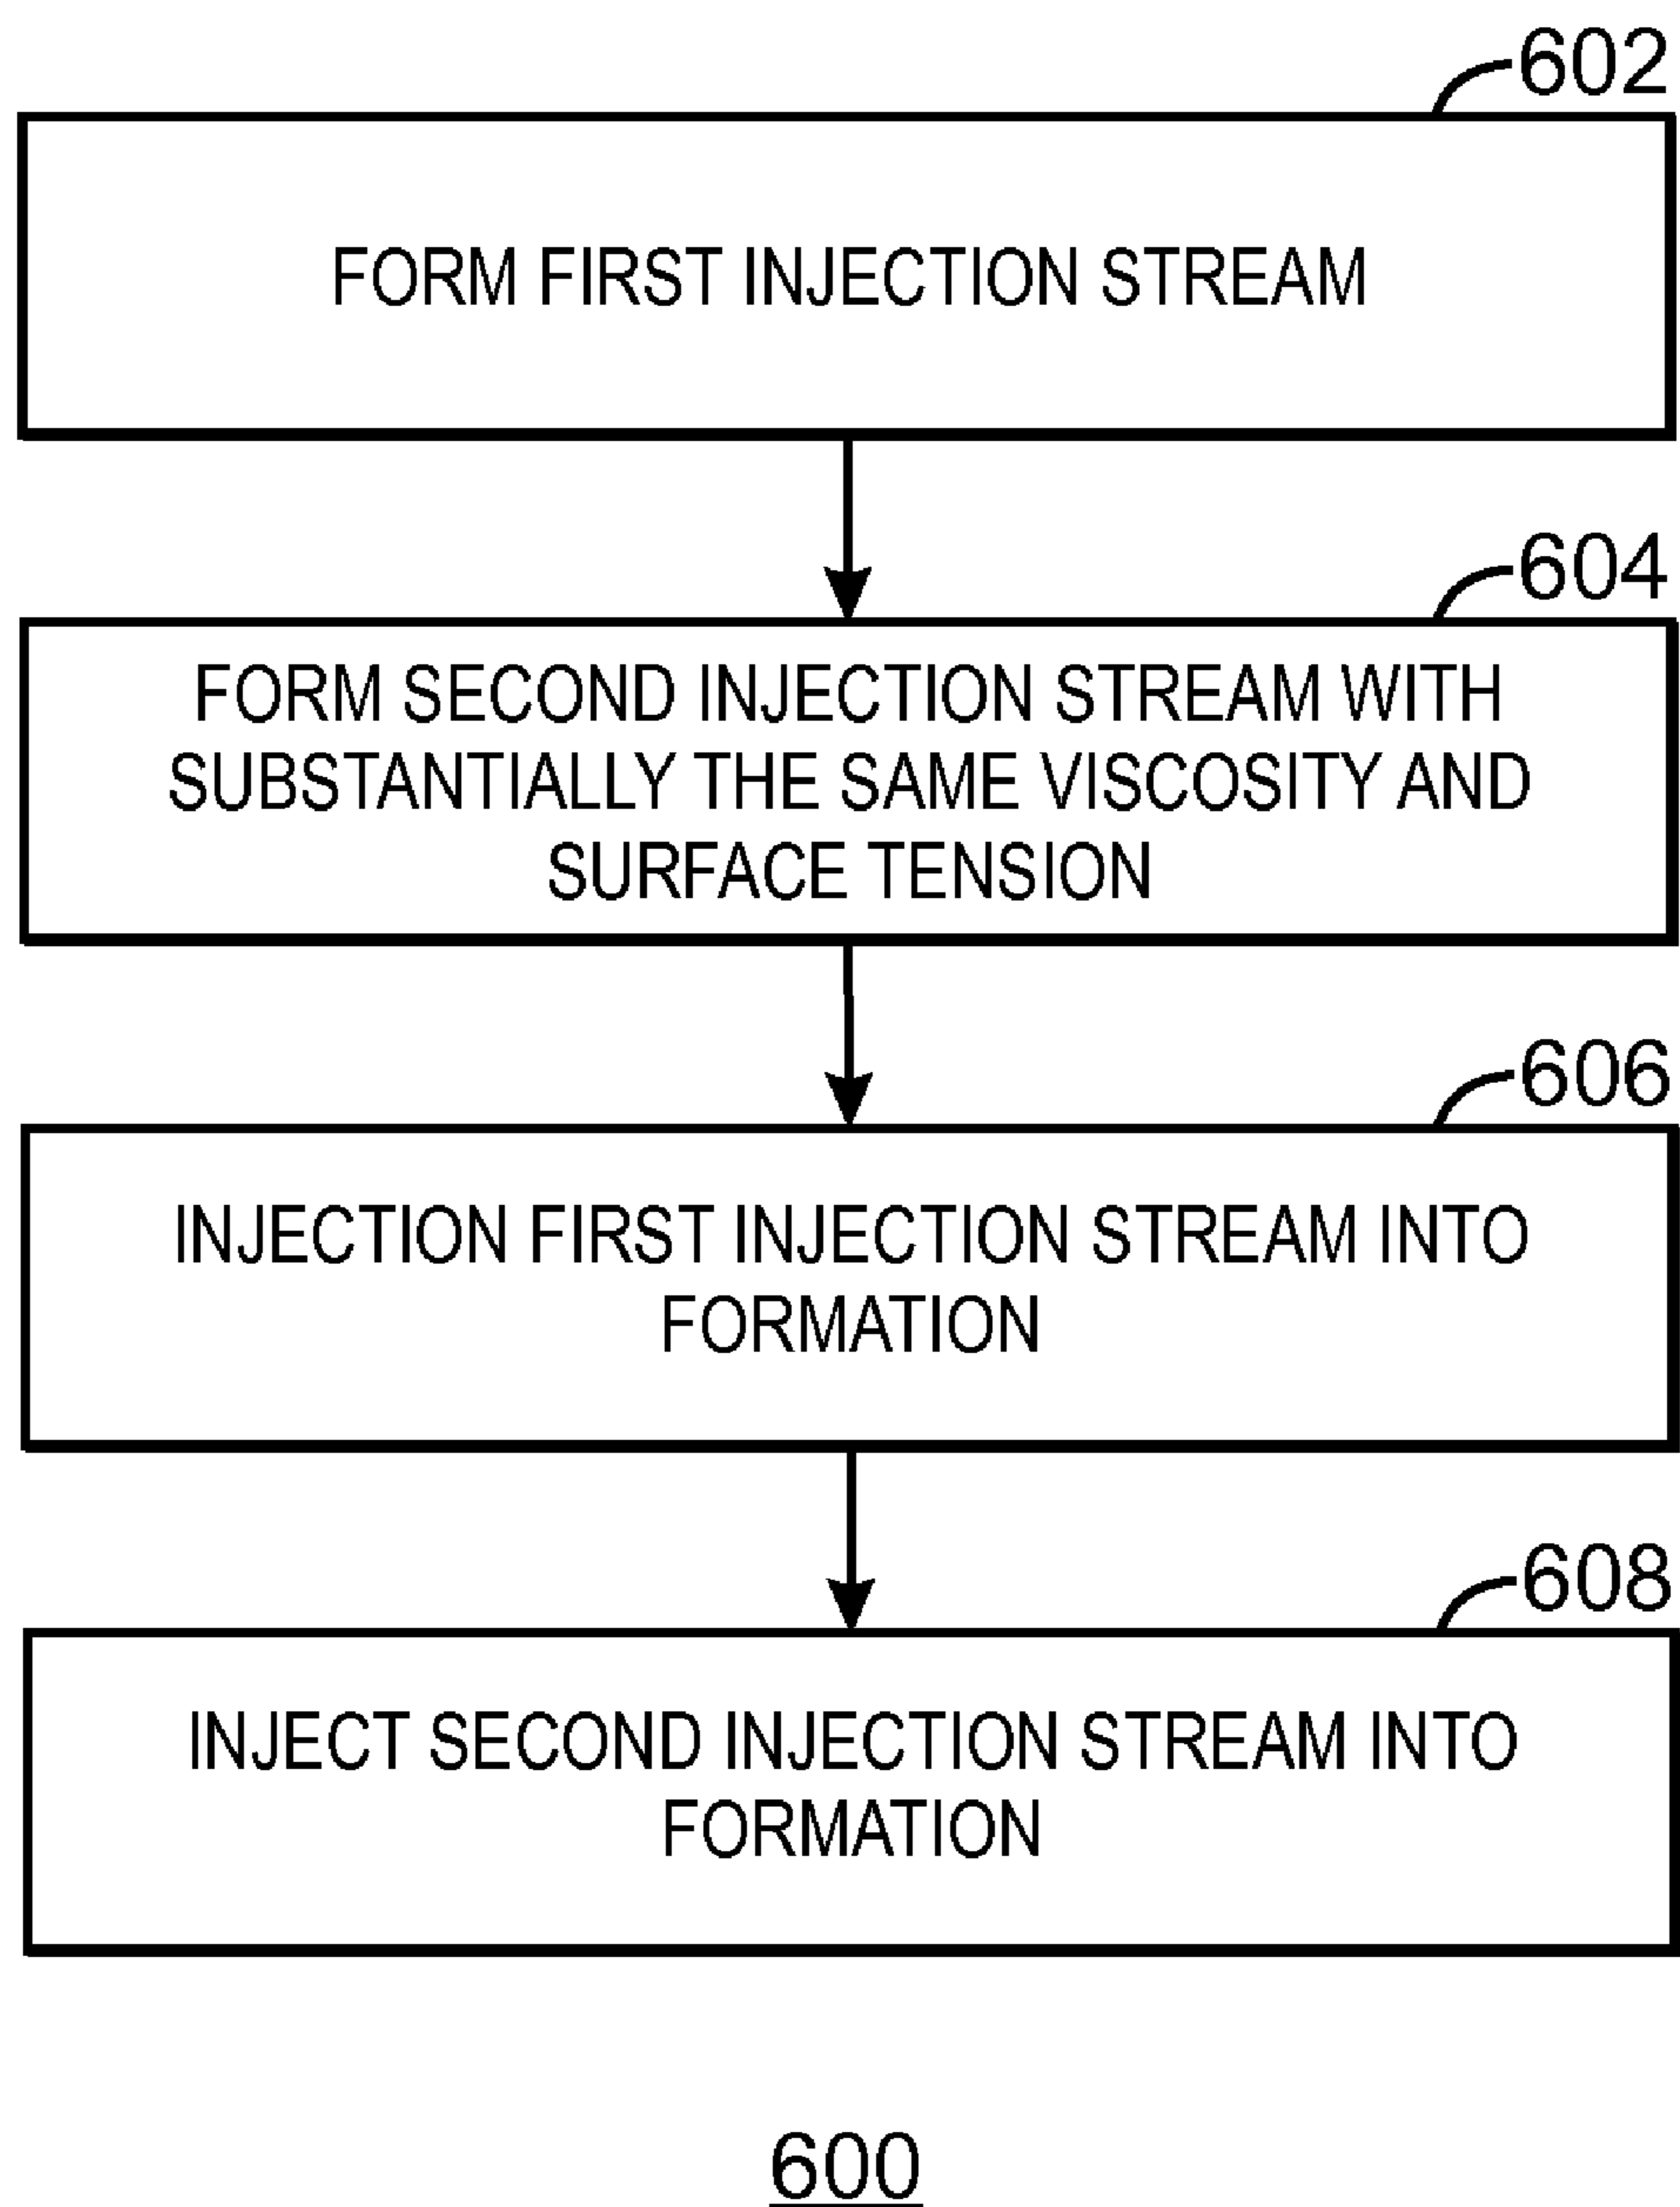 602
FORM FIRST INJECTION STREAM
604
FORM SECOND INJECTION STREAM WITH
SUBSTANTIALLY THE SAME VISCOSITY AND
SURFACE TENSION
606
INJECTION FIRST INJECTION STREAM INTO
FORMATION
608
INJECT SECOND INJECTION STREAM INTO
FORMATION
600